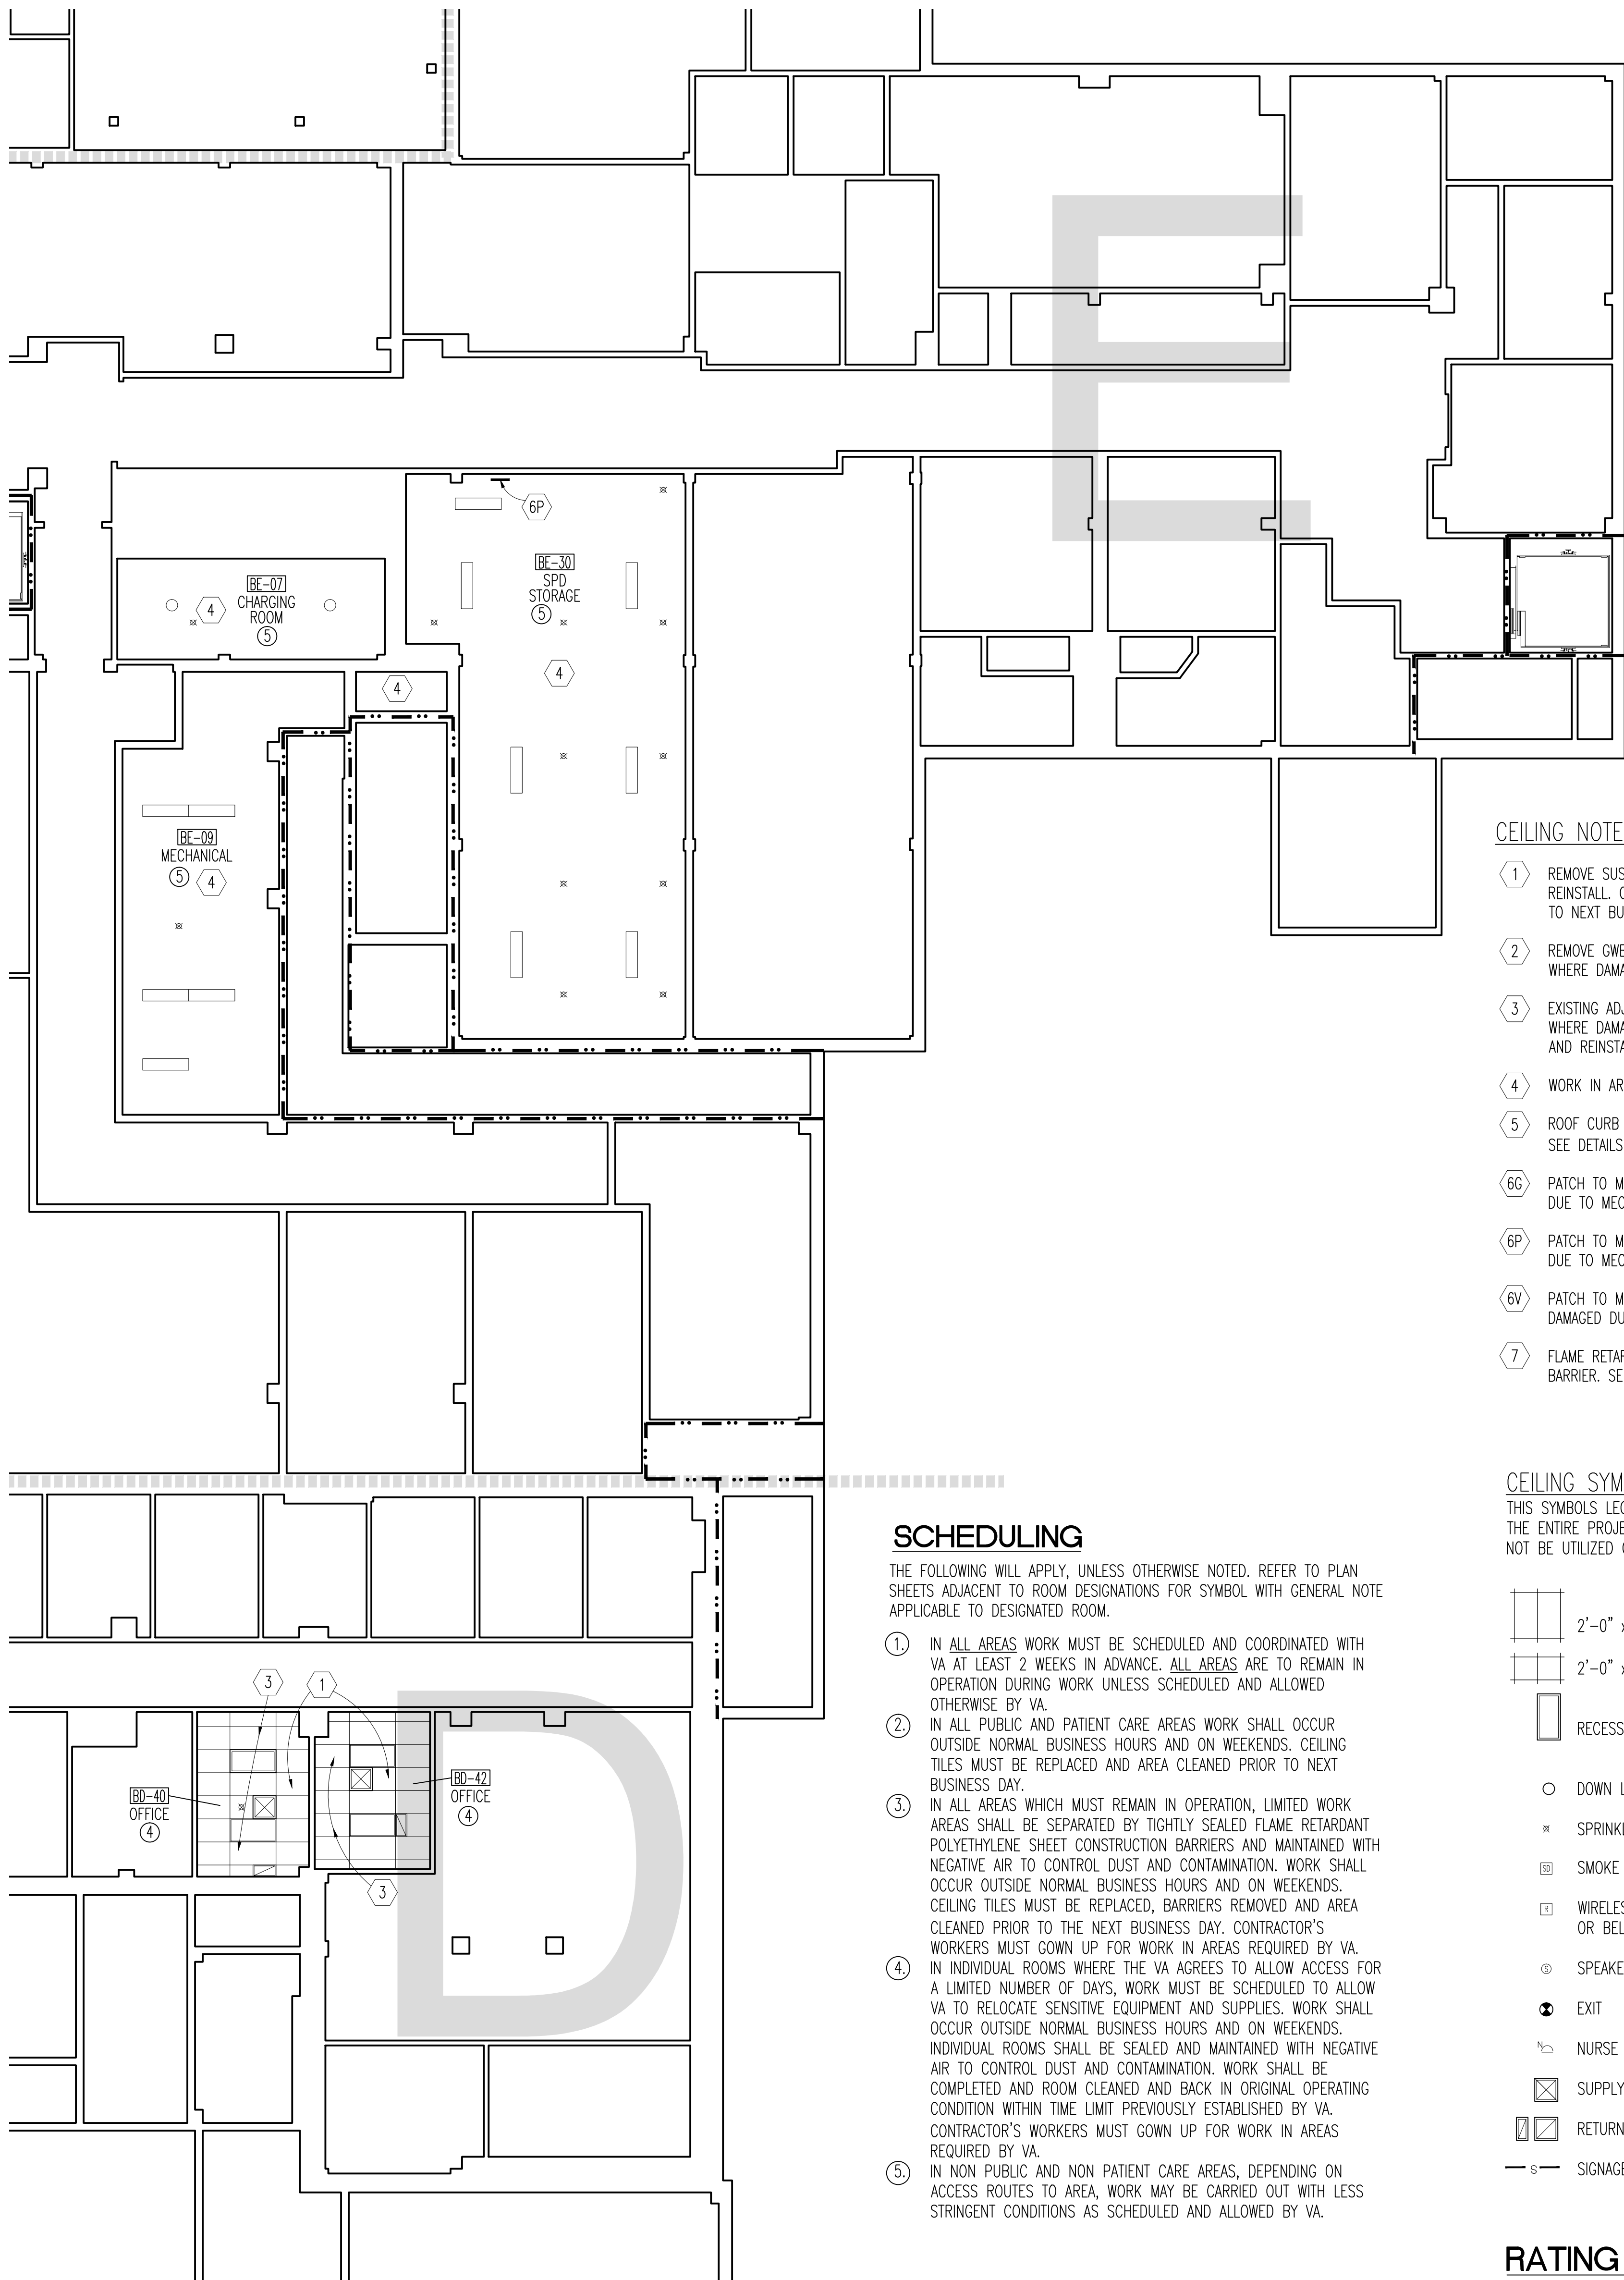 E
6P
BE-30
SPD
STORAGE
5
BE-07
CHARGING
ROOM
5
4
4
4
BE-09
MECHANICAL
5
4
CEILING NOTE
1 REMOVE SUS
REINSTALL. C
TO NEXT BU
2 REMOVE GWB
WHERE DAMA
3 EXISTING ADJ
WHERE DAMA
AND REINSTA
4 WORK IN AR
5 ROOF CURB
SEE DETAILS
6G PATCH TO M
DUE TO MEC
6P PATCH TO M
DUE TO MEC
6V PATCH TO M
DAMAGED DU
7 FLAME RETAR
BARRIER. SE
D
3
1
BD-40
OFFICE
4
BD-42
OFFICE
4
3
SCHEDULING
THE FOLLOWING WILL APPLY, UNLESS OTHERWISE NOTED. REFER TO PLAN
SHEETS ADJACENT TO ROOM DESIGNATIONS FOR SYMBOL WITH GENERAL NOTE
APPLICABLE TO DESIGNATED ROOM.
1. IN ALL AREAS WORK MUST BE SCHEDULED AND COORDINATED WITH
VA AT LEAST 2 WEEKS IN ADVANCE. ALL AREAS ARE TO REMAIN IN
OPERATION DURING WORK UNLESS SCHEDULED AND ALLOWED
OTHERWISE BY VA.
2. IN ALL PUBLIC AND PATIENT CARE AREAS WORK SHALL OCCUR
OUTSIDE NORMAL BUSINESS HOURS AND ON WEEKENDS. CEILING
TILES MUST BE REPLACED AND AREA CLEANED PRIOR TO NEXT
BUSINESS DAY.
3. IN ALL AREAS WHICH MUST REMAIN IN OPERATION, LIMITED WORK
AREAS SHALL BE SEPARATED BY TIGHTLY SEALED FLAME RETARDANT
POLYETHYLENE SHEET CONSTRUCTION BARRIERS AND MAINTAINED WITH
NEGATIVE AIR TO CONTROL DUST AND CONTAMINATION. WORK SHALL
OCCUR OUTSIDE NORMAL BUSINESS HOURS AND ON WEEKENDS.
CEILING TILES MUST BE REPLACED, BARRIERS REMOVED AND AREA
CLEANED PRIOR TO THE NEXT BUSINESS DAY. CONTRACTOR'S
WORKERS MUST GOWN UP FOR WORK IN AREAS REQUIRED BY VA.
4. IN INDIVIDUAL ROOMS WHERE THE VA AGREES TO ALLOW ACCESS FOR
A LIMITED NUMBER OF DAYS, WORK MUST BE SCHEDULED TO ALLOW
VA TO RELOCATE SENSITIVE EQUIPMENT AND SUPPLIES. WORK SHALL
OCCUR OUTSIDE NORMAL BUSINESS HOURS AND ON WEEKENDS.
INDIVIDUAL ROOMS SHALL BE SEALED AND MAINTAINED WITH NEGATIVE
AIR TO CONTROL DUST AND CONTAMINATION. WORK SHALL BE
COMPLETED AND ROOM CLEANED AND BACK IN ORIGINAL OPERATING
CONDITION WITHIN TIME LIMIT PREVIOUSLY ESTABLISHED BY VA.
CONTRACTOR'S WORKERS MUST GOWN UP FOR WORK IN AREAS
REQUIRED BY VA.
5. IN NON PUBLIC AND NON PATIENT CARE AREAS, DEPENDING ON
ACCESS ROUTES TO AREA, WORK MAY BE CARRIED OUT WITH LESS
STRINGENT CONDITIONS AS SCHEDULED AND ALLOWED BY VA.
CEILING SYM
THIS SYMBOLS LEG
THE ENTIRE PROJE
NOT BE UTILIZED
2'-0" x
2'-0" x
RECESS
DOWN L
SPRINK
SD SMOKE
R WIRELES
OR BEL
S SPEAKE
EXIT
N NURSE
SUPPLY
RETURN
S SIGNAGE
RATING